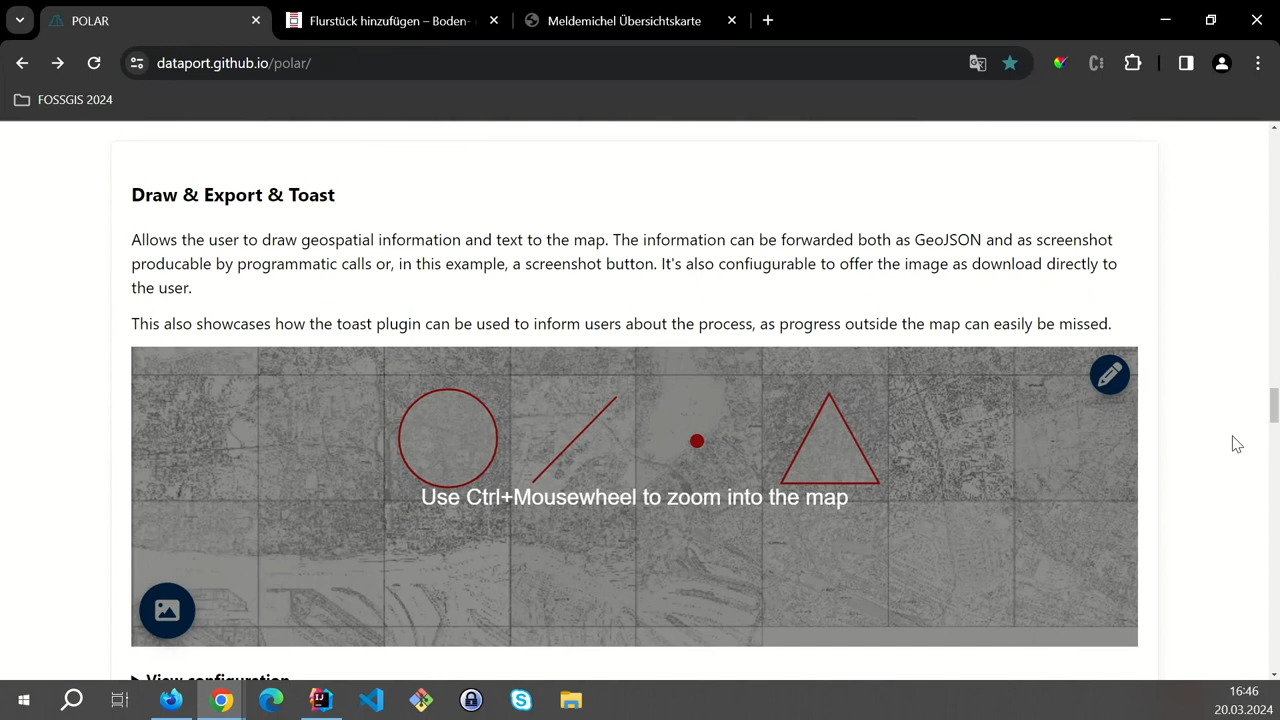 POLAR
Flurstück hinzufügen – Boden-
Meldemichel Übersichtskarte
dataport.github.io/polar/
FOSSGIS 2024
Draw & Export & Toast
Allows the user to draw geospatial information and text to the map. The information can be forwarded both as GeoJSON and as screenshot
producable by programmatic calls or, in this example, a screenshot button. It's also confiugurable to offer the image as download directly to
the user.
This also showcases how the toast plugin can be used to inform users about the process, as progress outside the map can easily be missed.
Use Ctrl+Mousewheel to zoom into the map
View configuration
16:46
20.03.2024